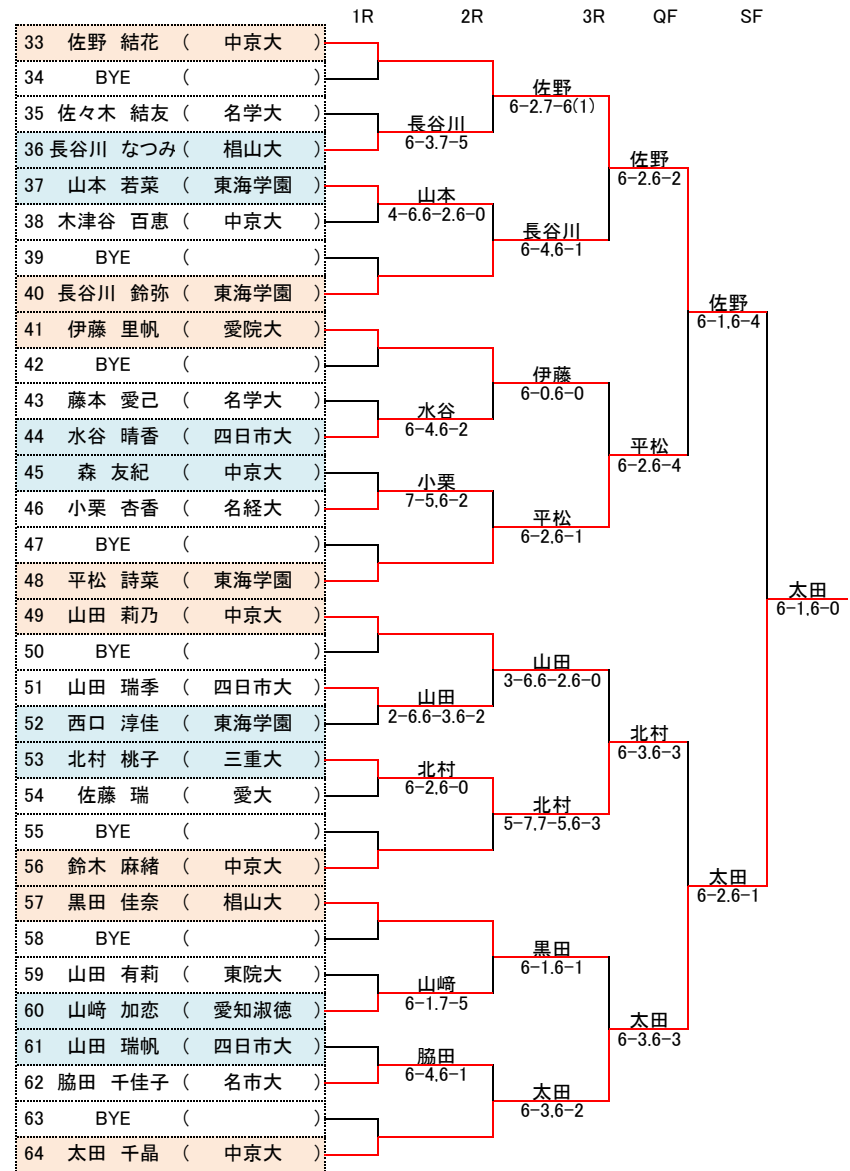 1R 2R 3R QF SF
33 佐野 結花 ( 中京大 )
34 BYE ( )
佐野
35 佐々木 結友 ( 名学大 )
6-2.7-6(1)
長谷川
6-3.7-5
36 長谷川 なつみ ( 椙山大 )
佐野
6-2.6-2
37 山本 若菜 ( 東海学園 )
山本
4-6.6-2.6-0
38 木津谷 百恵 ( 中京大 )
長谷川
6-4.6-1
39 BYE ( )
40 長谷川 鈴弥 ( 東海学園 )
佐野
6-1.6-4
41 伊藤 里帆 ( 愛院大 )
42 BYE ( )
伊藤
6-0.6-0
43 藤本 愛己 ( 名学大 )
水谷
6-4.6-2
44 水谷 晴香 ( 四日市大 )
平松
6-2.6-4
45 森 友紀 ( 中京大 )
小栗
7-5.6-2
46 小栗 杏香 ( 名経大 )
平松
6-2.6-1
47 BYE ( )
48 平松 詩菜 ( 東海学園 )
太田
6-1.6-0
49 山田 莉乃 ( 中京大 )
50 BYE ( )
山田
3-6.6-2.6-0
51 山田 瑞季 ( 四日市大 )
山田
2-6.6-3.6-2
52 西口 淳佳 ( 東海学園 )
北村
6-3.6-3
53 北村 桃子 ( 三重大 )
北村
6-2.6-0
54 佐藤 瑞 ( 愛大 )
北村
5-7.7-5.6-3
55 BYE ( )
56 鈴木 麻緒 ( 中京大 )
太田
6-2.6-1
57 黒田 佳奈 ( 椙山大 )
58 BYE ( )
黒田
6-1.6-1
59 山田 有莉 ( 東院大 )
山﨑
6-1.7-5
60 山﨑 加恋 ( 愛知淑徳 )
太田
6-3.6-3
61 山田 瑞帆 ( 四日市大 )
脇田
6-4.6-1
62 脇田 千佳子 ( 名市大 )
太田
6-3.6-2
63 BYE ( )
64 太田 千晶 ( 中京大 )